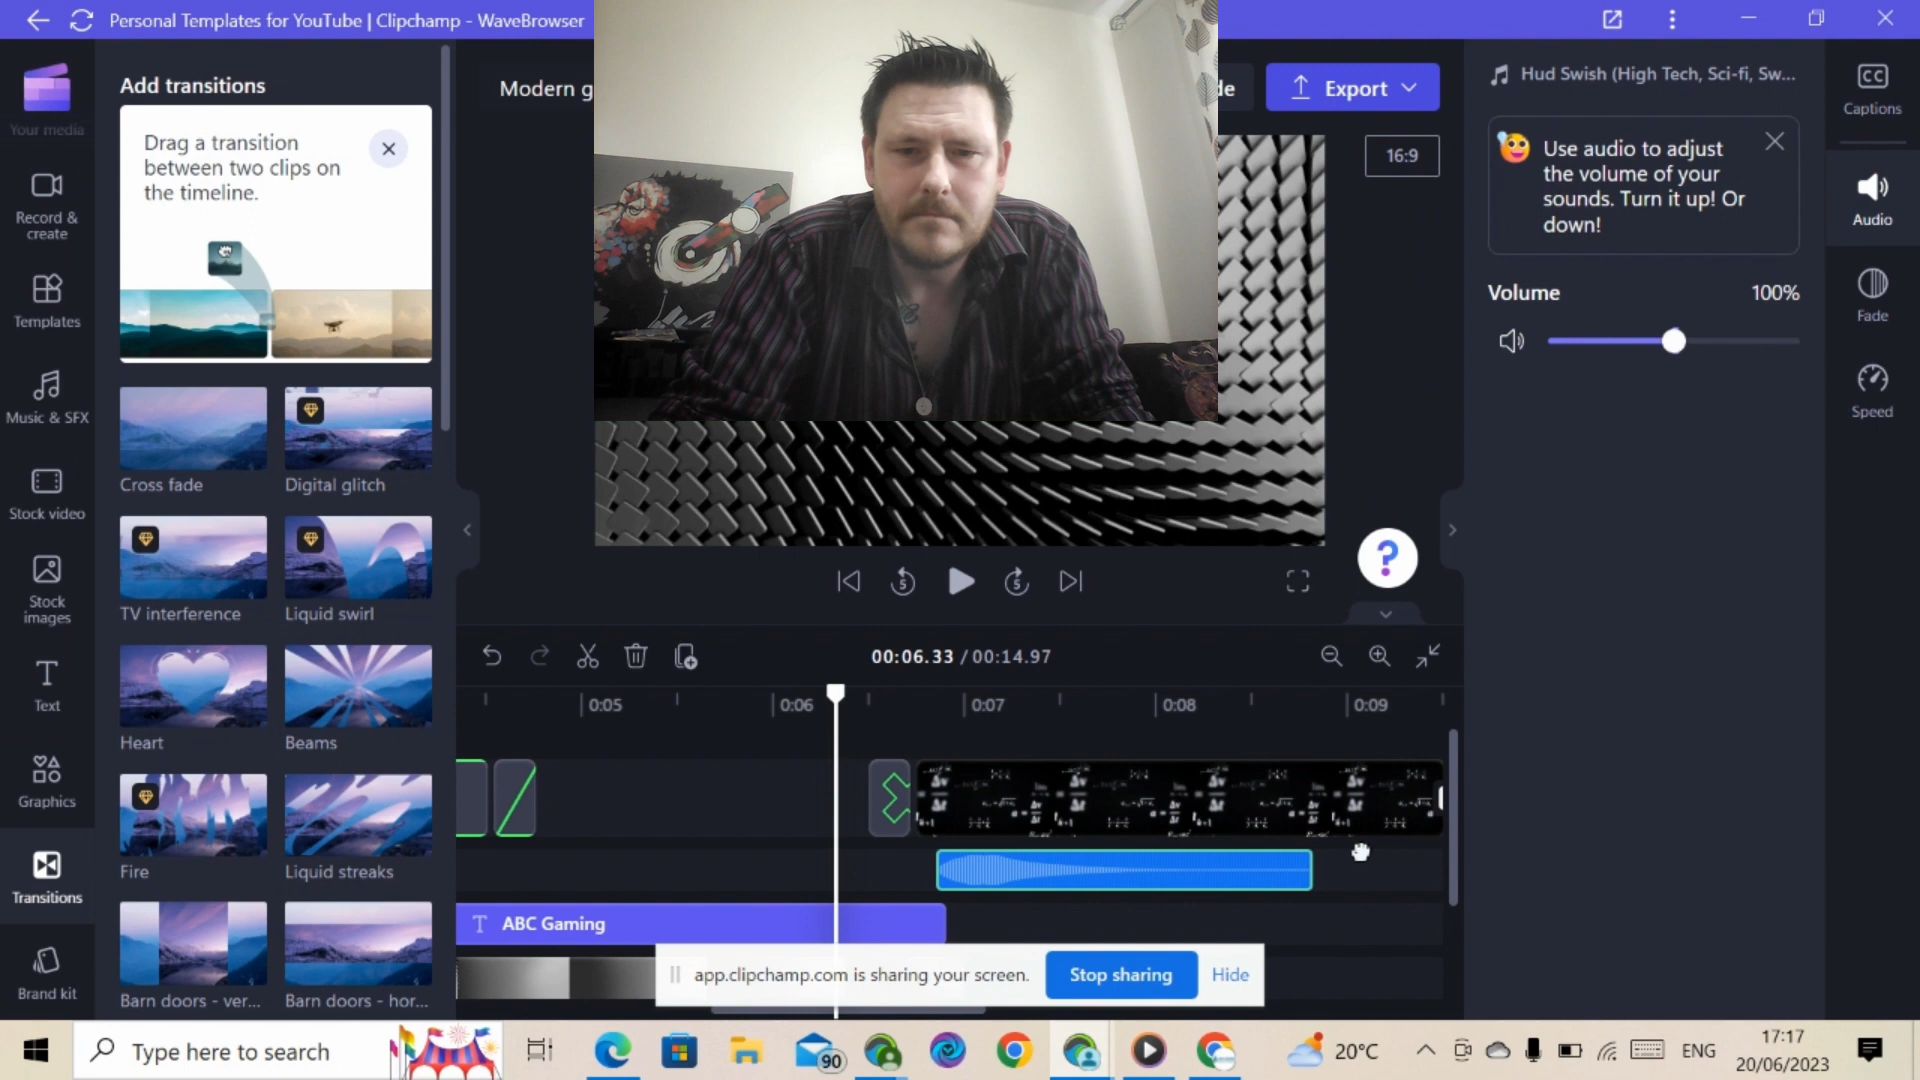 Personal Templates for YouTube | Clipchamp - WaveBrowser
Your media
Record &
create
Templates
Music & SFX
Stock video
Stock
images
Text
Graphics
Transitions
Brand kit
Add transitions
Drag a transition
between two clips on
the timeline.
Cross fade
Digital glitch
TV interference
Liquid swirl
Heart
Beams
Fire
Liquid streaks
Barn doors - ver...
Barn doors - hor...
Modern g
de
Export
16:9
5
5
?
00:06.33 / 00:14.97
0:05
0:06
0:07
0:08
0:09
T ABC Gaming
app.clipchamp.com is sharing your screen.
Stop sharing
Hide
Hud Swish (High Tech, Sci-fi, Sw...
Use audio to adjust
the volume of your
sounds. Turn it up! Or
down!
Volume
100%
CC
Captions
Audio
Fade
Speed
Type here to search
90
20°C
ENG
17:17
20/06/2023